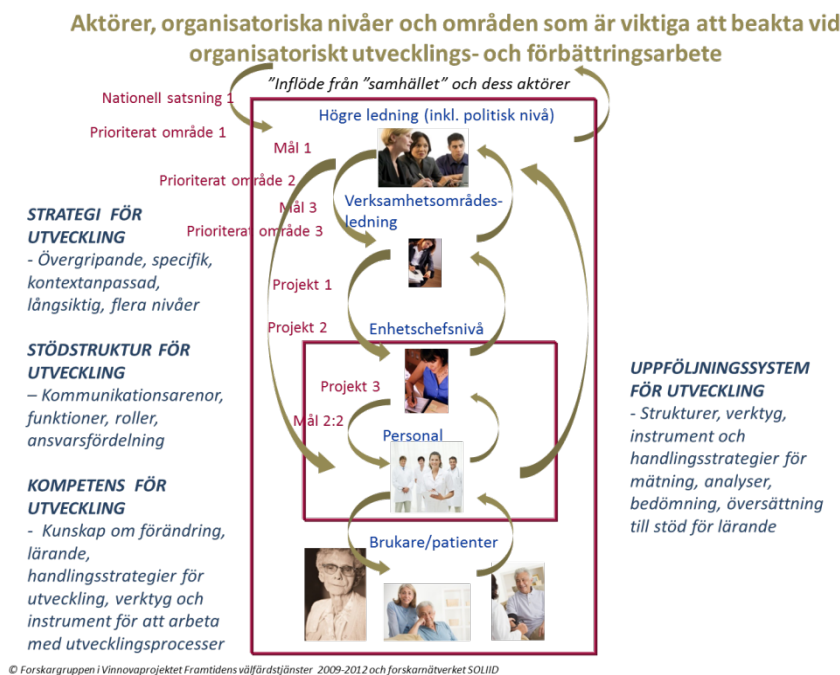 Aktörer, organisatoriska nivåer och områden som är viktiga att beakta vid
organisatoriskt utvecklings- och förbättringsarbete
"Inflöde från "samhället" och dess aktörer
Nationell satsning 1
Högre ledning (inkl. politisk nivå)
Prioriterat område 1
Mål 1
Prioriterat område 2
Verksamhetsområdes-
ledning
Mål 3
Prioriterat område 3
Projekt 1
Projekt 2
Enhetschefsnivå
Projekt 3
Mål 2:2
Personal
Brukare/patienter
STRATEGI FÖR
UTVECKLING
- Övergripande, specifik,
kontextanpassad,
långsiktig, flera nivåer
STÖDSTRUKTUR FÖR
UTVECKLING
– Kommunikationsarenor,
funktioner, roller,
ansvarsfördelning
KOMPETENS FÖR
UTVECKLING
- Kunskap om förändring,
lärande,
handlingsstrategier för
utveckling, verktyg och
instrument för att arbeta
med utvecklingsprocesser
UPPFÖLJNINGSSYSTEM
FÖR UTVECKLING
- Strukturer, verktyg,
instrument och
handlingsstrategier för
mätning, analyser,
bedömning, översättning
till stöd för lärande
© Forskargruppen i Vinnovaprojektet Framtidens välfärdstjänster 2009-2012 och forskarnätverket SOLIID